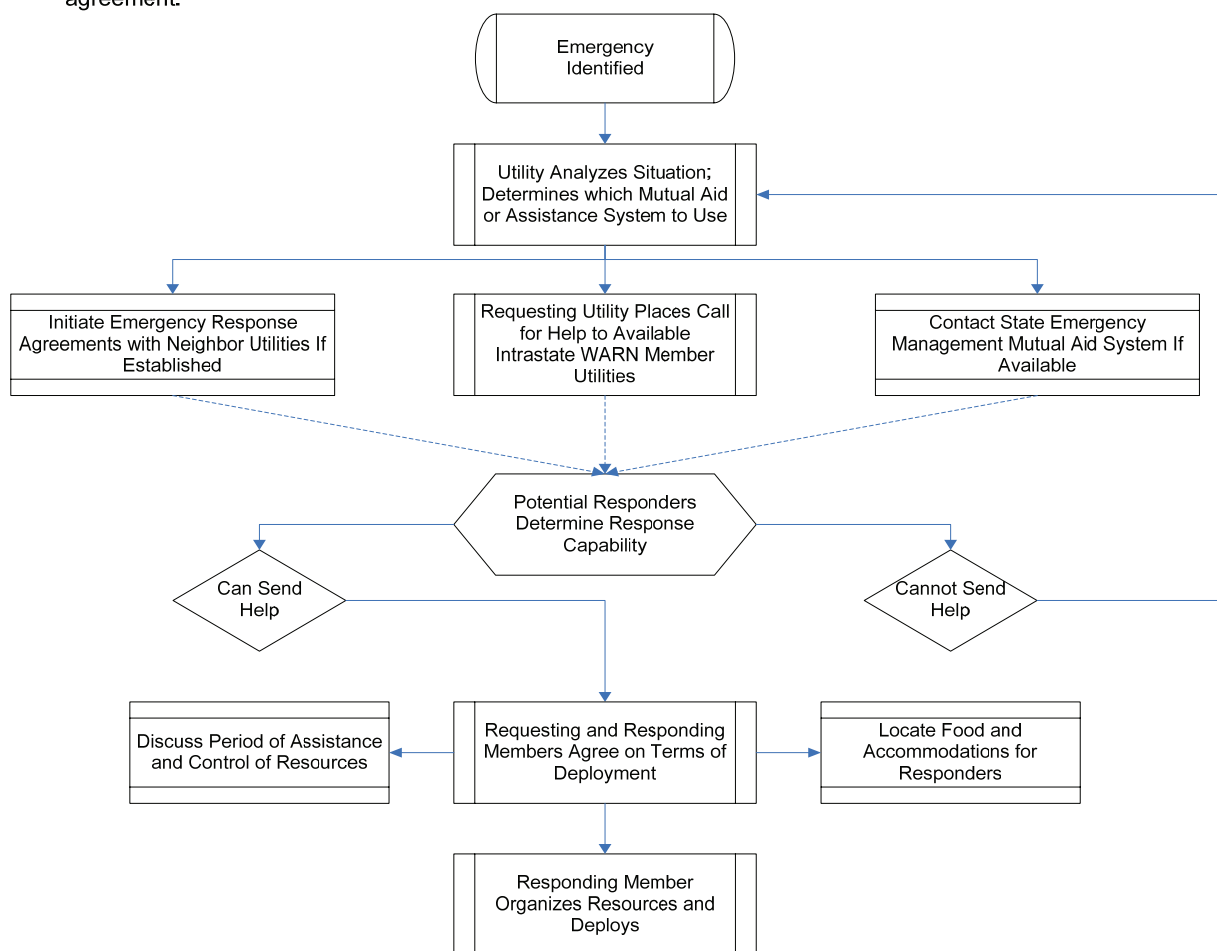 agreement.
Emergency
Identified
Utility Analyzes Situation;
Determines which Mutual Aid
or Assistance System to Use
Initiate Emergency Response
Agreements with Neighbor Utilities If
Established
Requesting Utility Places Call
for Help to Available
Intrastate WARN Member
Utilities
Contact State Emergency
Management Mutual Aid System If
Available
Potential Responders
Determine Response
Capability
Can Send
Help
Cannot Send
Help
Discuss Period of Assistance
and Control of Resources
Requesting and Responding
Members Agree on Terms of
Deployment
Locate Food and
Accommodations for
Responders
Responding Member
Organizes Resources and
Deploys